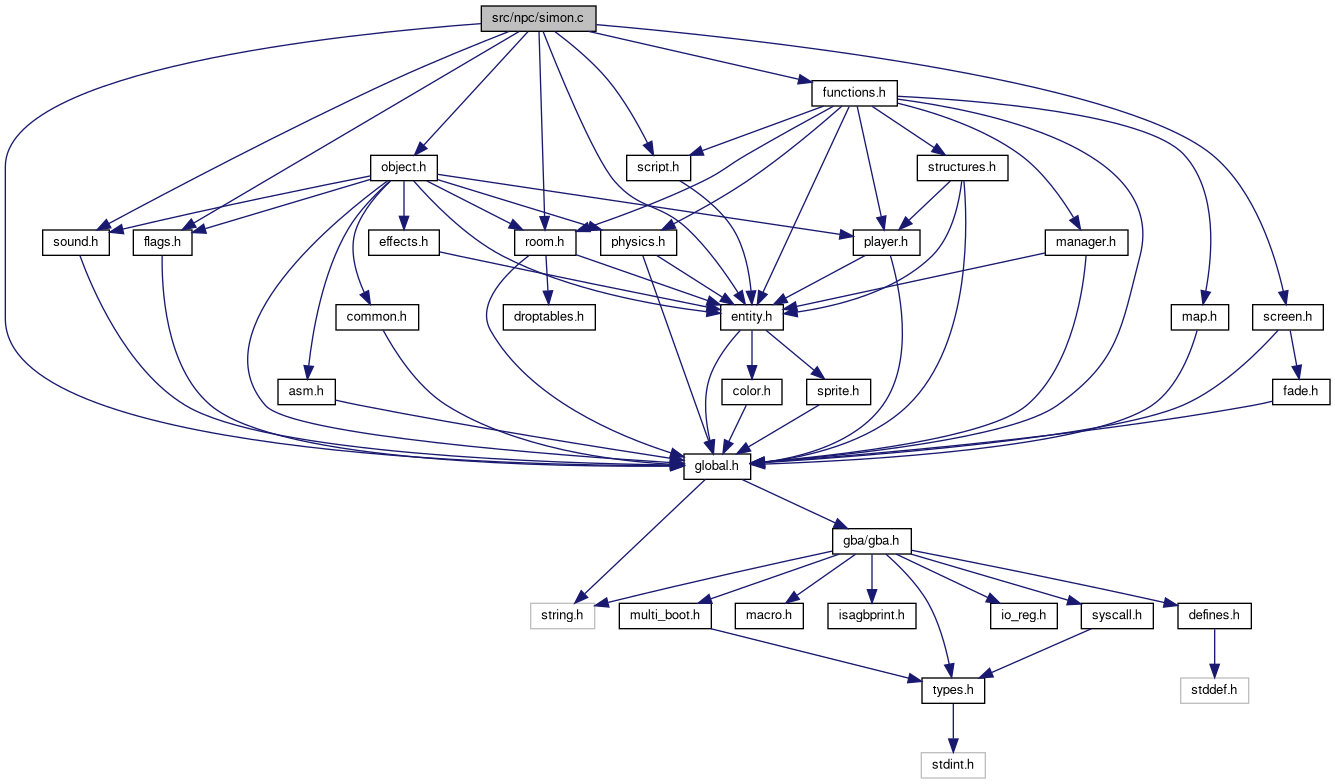 src/npc/simon.c
functions.h
object.h
script.h
structures.h
sound.h
flags.h
effects.h
room.h
physics.h
player.h
manager.h
common.h
droptables.h
entity.h
map.h
screen.h
asm.h
color.h
sprite.h
fade.h
global.h
gba/gba.h
string.h
multi_boot.h
macro.h
isagbprint.h
io_reg.h
syscall.h
defines.h
types.h
stddef.h
stdint.h